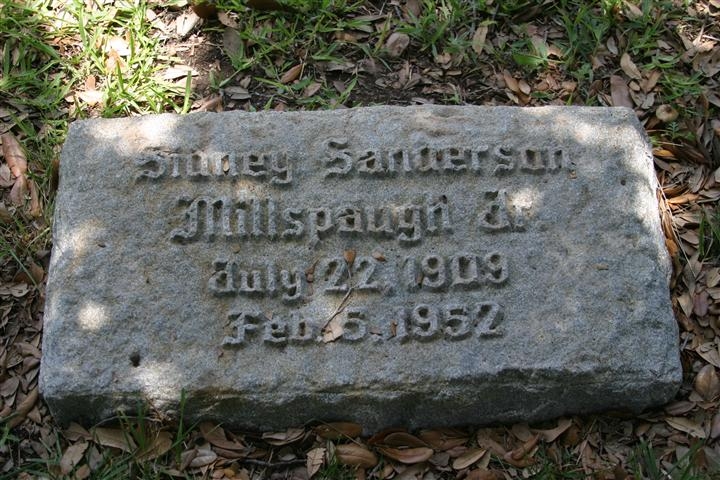 Sidney Sanderson
Millspaugh Jr.
July 22, 1909
Feb. 5, 1952